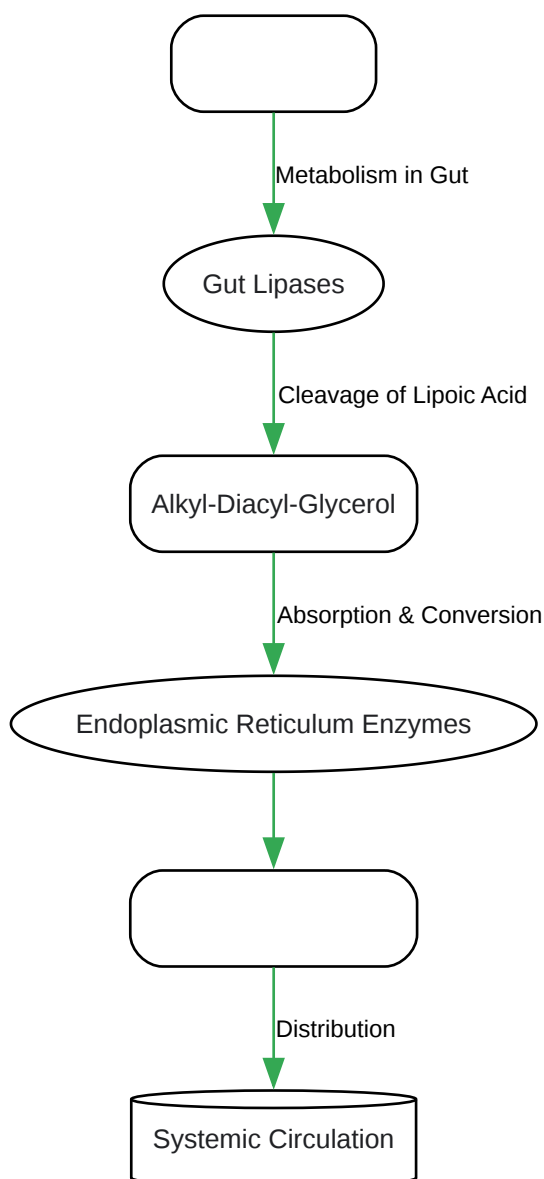 Metabolism in Gut
Gut Lipases
Cleavage of Lipoic Acid
Alkyl-Diacyl-Glycerol
Absorption & Conversion
Endoplasmic Reticulum Enzymes
Distribution
Systemic Circulation